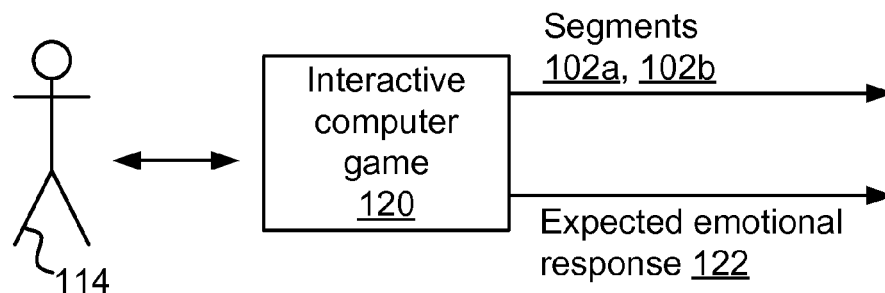 Segments
102a, 102b
Interactive
computer
game
120
Expected emotional
response 122
114